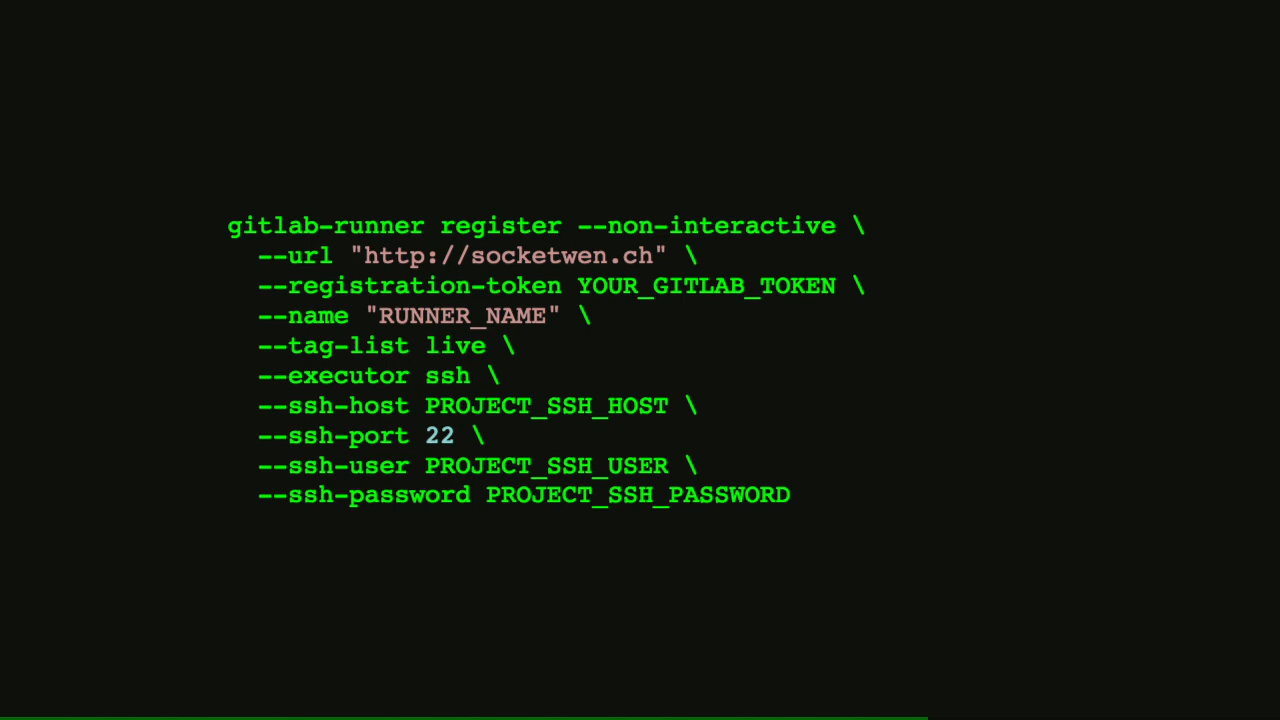 gitlab-runner register --non-interactive \
--url "http://socketwen.ch" \
--registration-token YOUR_GITLAB_TOKEN \
--name "RUNNER_NAME" \
--tag-list live \
--executor ssh \
--ssh-host PROJECT_SSH_HOST \
--ssh-port 22 \
--ssh-user PROJECT_SSH_USER \
--ssh-password PROJECT_SSH_PASSWORD